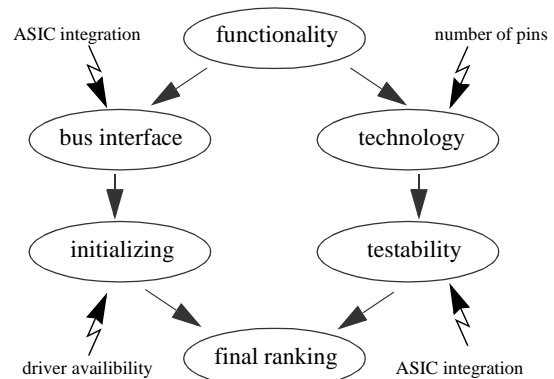 ASIC integration
functionality
number of pins
bus interface
technology
initializing
testability
driver availibility
final ranking
ASIC integration